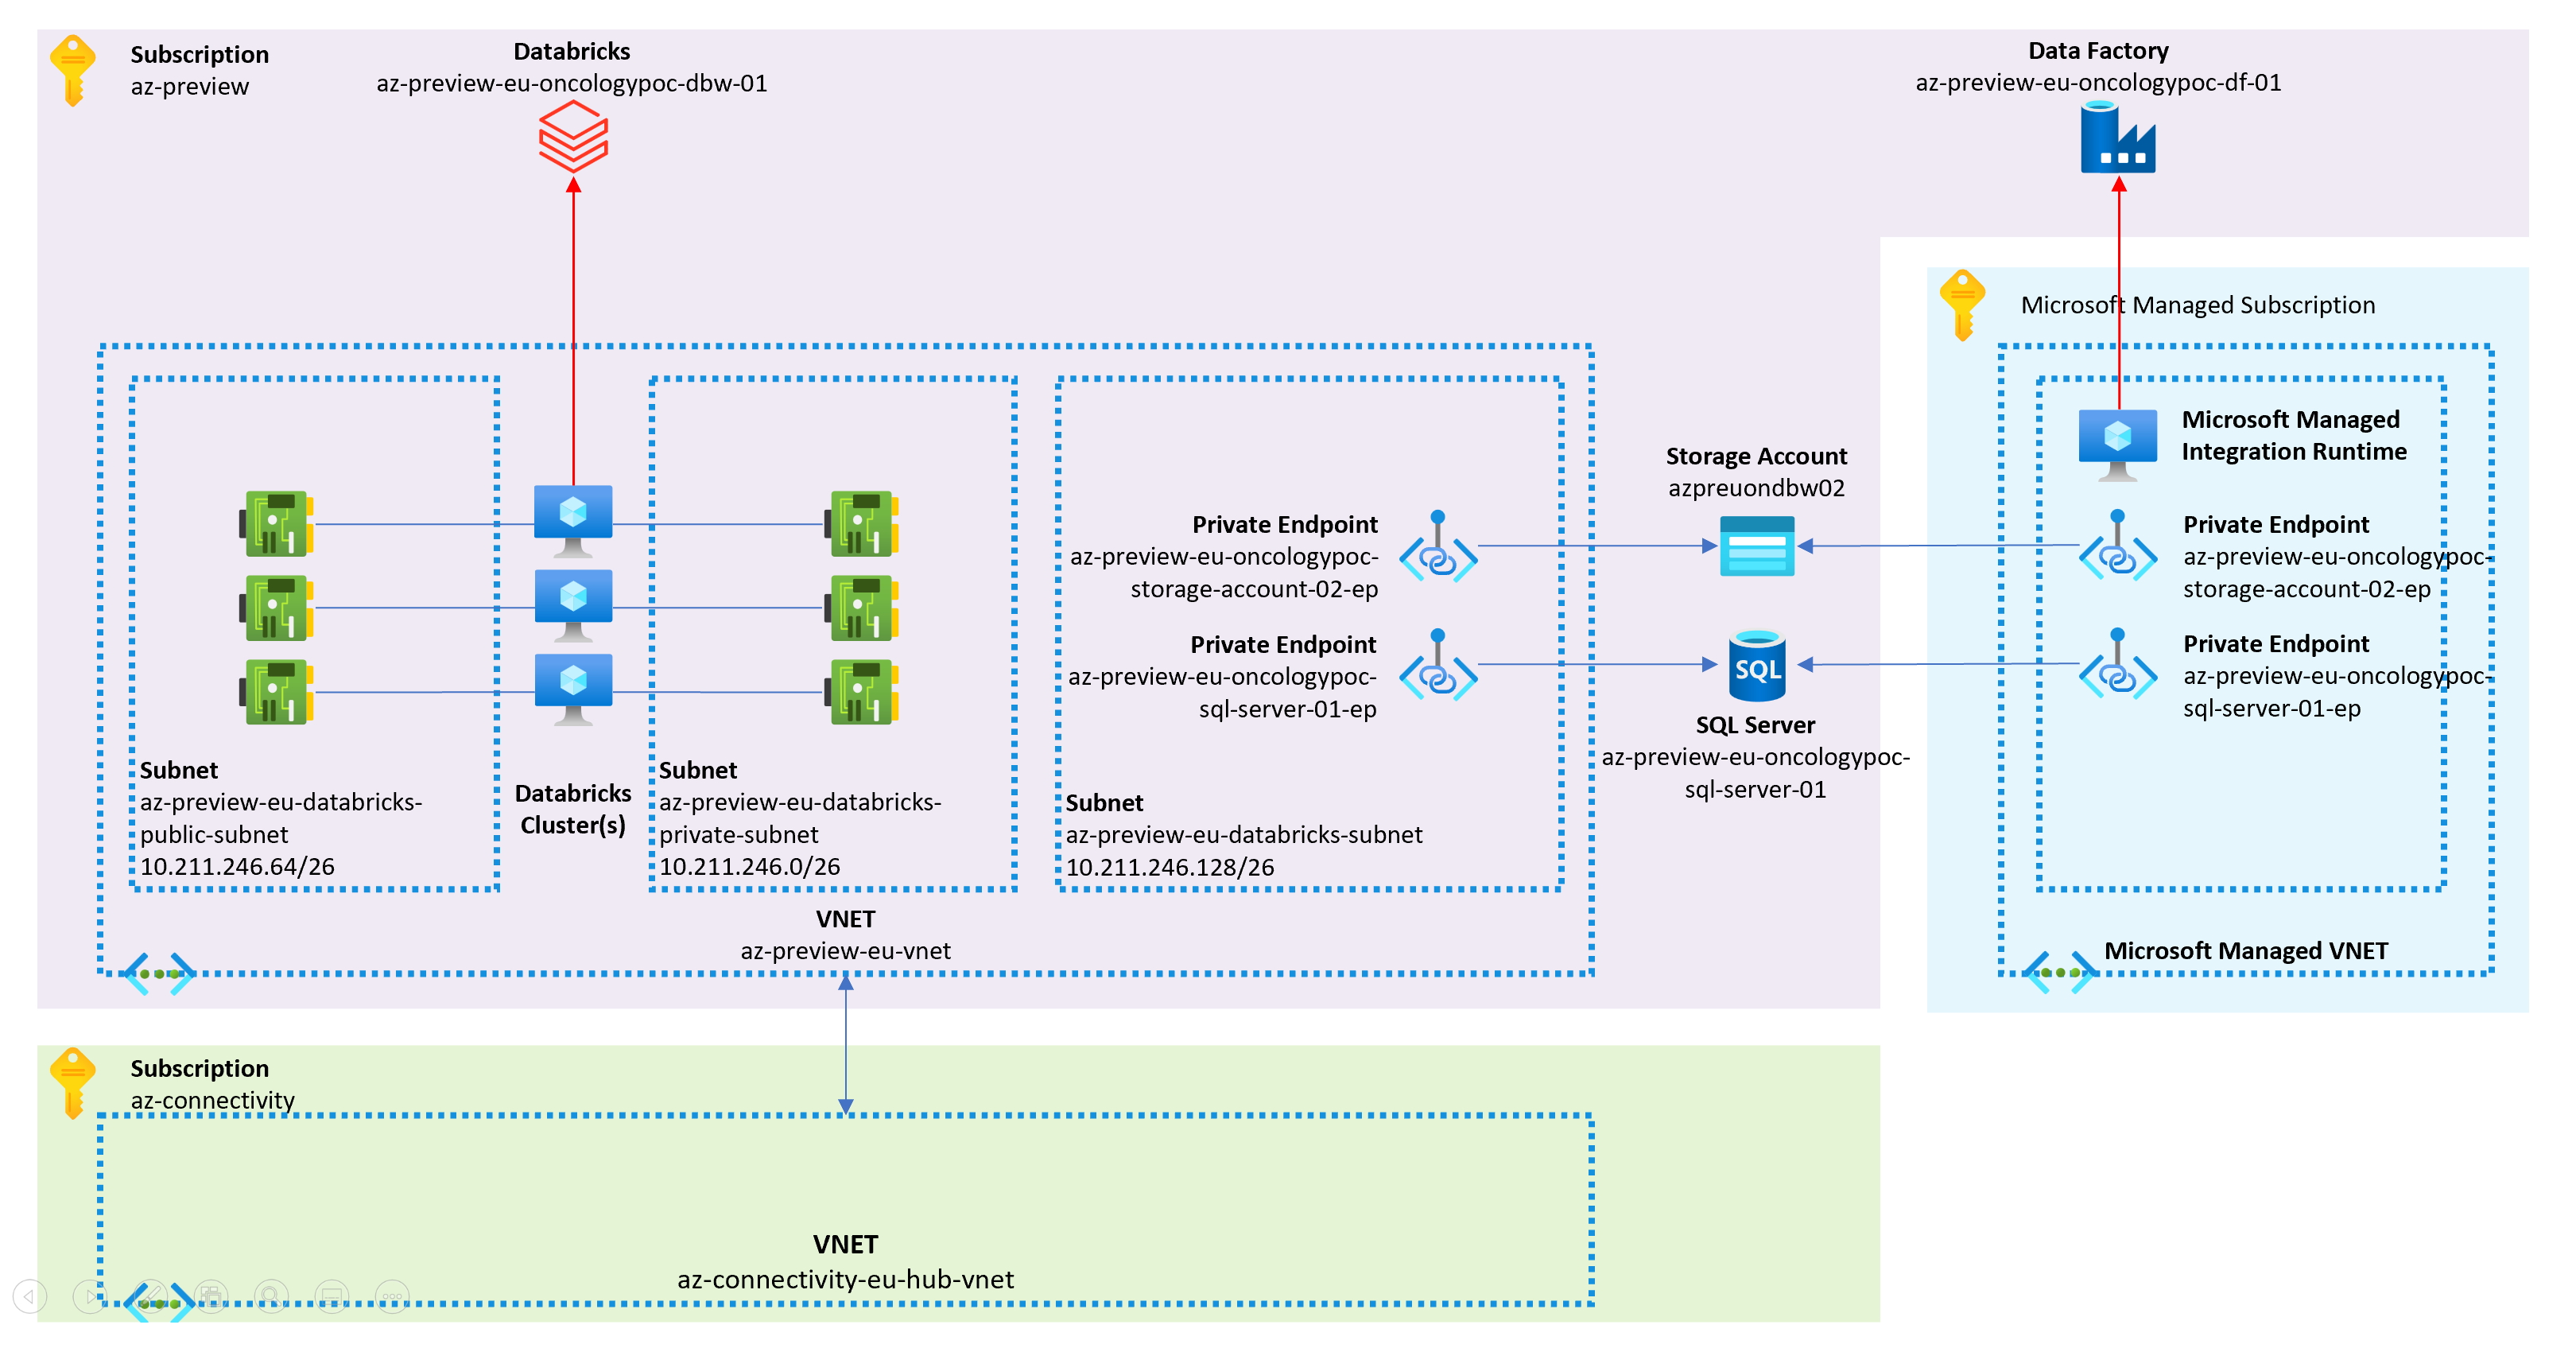 Subscription
az-preview
Databricks
az-preview-eu-oncologypoc-dbw-01
Data Factory
az-preview-eu-oncologypoc-df-01
Microsoft Managed Subscription
Microsoft Managed
Integration Runtime
Storage Account
azpreuondbw02
Private Endpoint
az-preview-eu-oncologypoc-
storage-account-02-ep
Private Endpoint
az-preview-eu-oncologypoc-
storage-account-02-ep
Private Endpoint
az-preview-eu-oncologypoc-
sql-server-01-ep
SQL
Private Endpoint
az-preview-eu-oncologypoc-
sql-server-01-ep
SQL Server
az-preview-eu-oncologypoc-
sql-server-01
Subnet
az-preview-eu-databricks-
public-subnet
10.211.246.64/26
Databricks
Cluster(s)
Subnet
az-preview-eu-databricks-
private-subnet
10.211.246.0/26
Subnet
az-preview-eu-databricks-subnet
10.211.246.128/26
VNET
az-preview-eu-vnet
Microsoft Managed VNET
Subscription
az-connectivity
VNET
az-connectivity-eu-hub-vnet